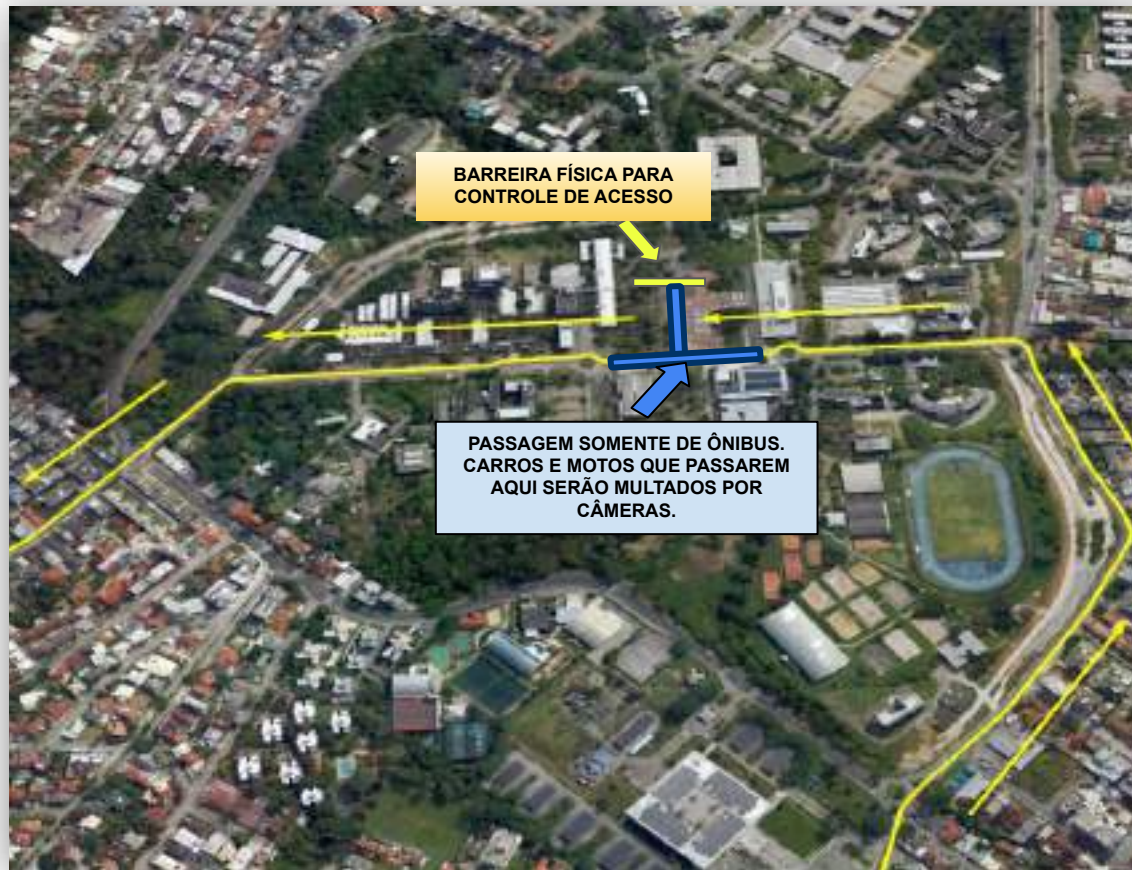 BARREIRA FÍSICA PARA
CONTROLE DE ACESSO
PASSAGEM SOMENTE DE ÔNIBUS.
CARROS E MOTOS QUE PASSAREM
AQUI SERÃO MULTADOS POR
CÂMERAS.